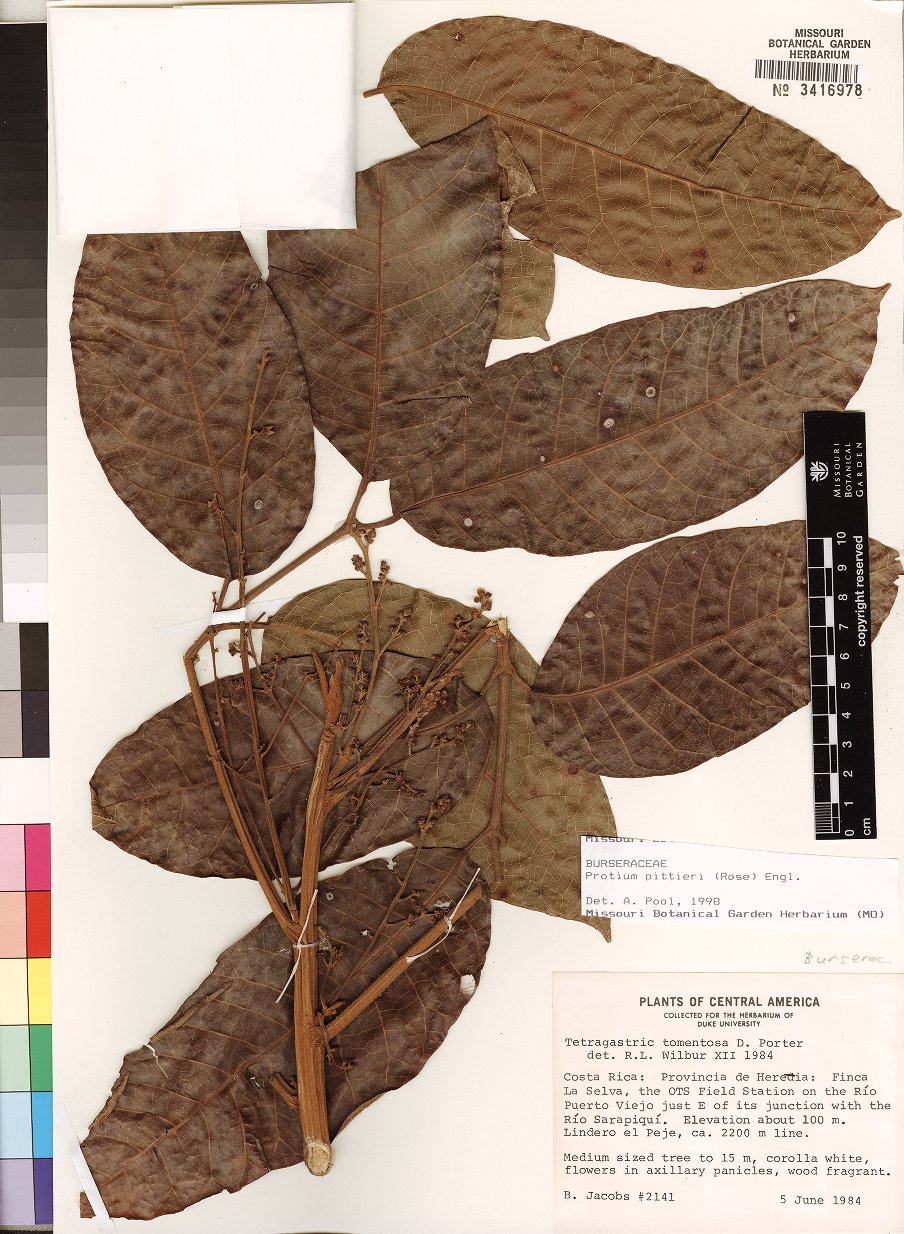 MISSOURI
BOTANICAL GARDEN
HERBARIUM
№ 3416978
MISSOURI
BOTANICAL
GARDEN
copyright reserved
10
9
8
7
6
5
4
3
2
1
0
cm
BURSERACEAE
Protium pittieri (Rose) Engl.
Det. A. Pool, 1998
Missouri Botanical Garden Herbarium (MO)
Burserac.
PLANTS OF CENTRAL AMERICA
COLLECTED FOR THE HERBARIUM OF
DUKE UNIVERSITY
Tetragastric tomentosa D. Porter
det. R.L. Wilbur XII 1984
Costa Rica: Provincia de Heredia: Finca
La Selva, the OTS Field Station on the Río
Puerto Viejo just E of its junction with the
Río Sarapiquí. Elevation about 100 m.
Lindero el Peje, ca. 2200 m line.
Medium sized tree to 15 m, corolla white,
flowers in axillary panicles, wood fragrant.
B. Jacobs #2141 5 June 1984